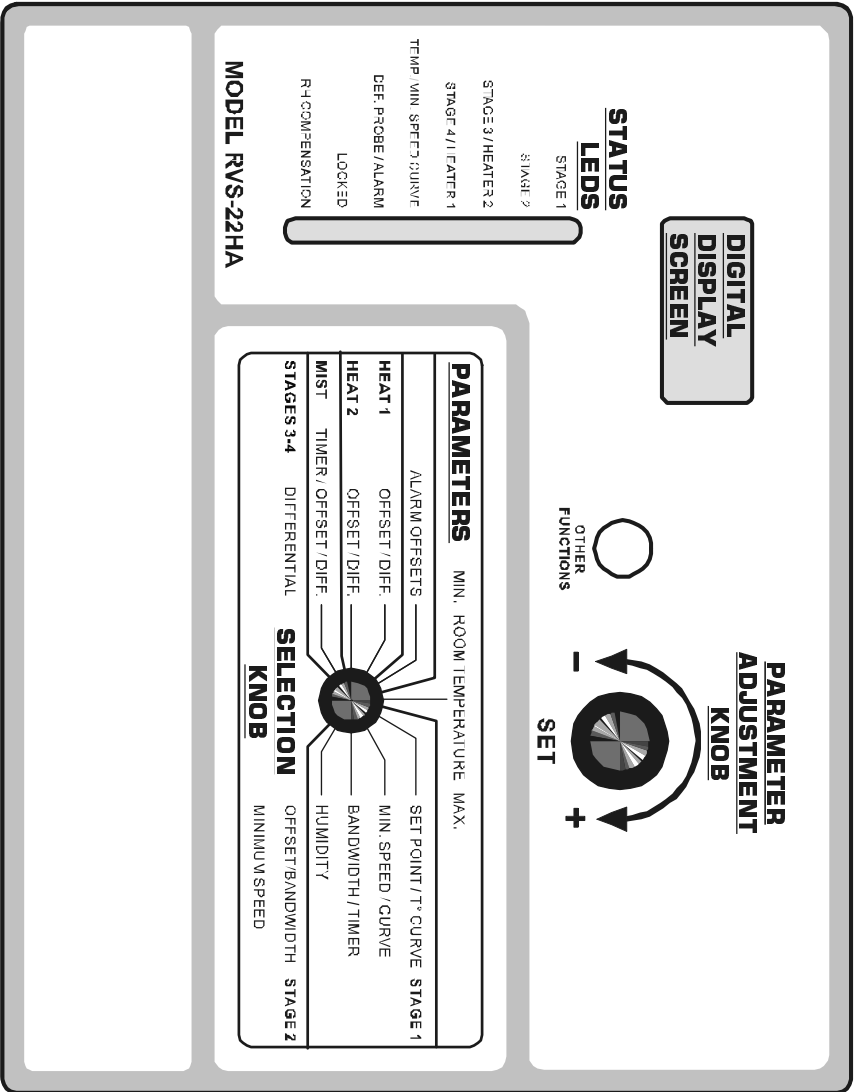 STATUS
LEDS
STAGE 1
STAGE 2
STAGE 3 / HEATER 2
STAGE 4 / HEATER 1
TEMP / MIN. SPEED CURVE
DEF. PROBE / ALARM
LOCKED
RH COMPENSATION
MODEL RVS-22HA
DIGITAL
DISPLAY
SCREEN
OTHER
FUNCTIONS
PARAMETER
ADJUSTMENT
KNOB
– +
SET
PARAMETERS
MIN. ROOM TEMPERATURE MAX.
ALARM OFFSETS
HEAT 1 OFFSET / DIFF.
HEAT 2 OFFSET / DIFF.
MIST TIMER / OFFSET / DIFF.
STAGES 3-4 DIFFERENTIAL
SELECTION
KNOB
SET POINT / T° CURVE STAGE 1
MIN. SPEED / CURVE
BANDWIDTH / TIMER
HUMIDITY
OFFSET/BANDWIDTH STAGE 2
MINIMUM SPEED